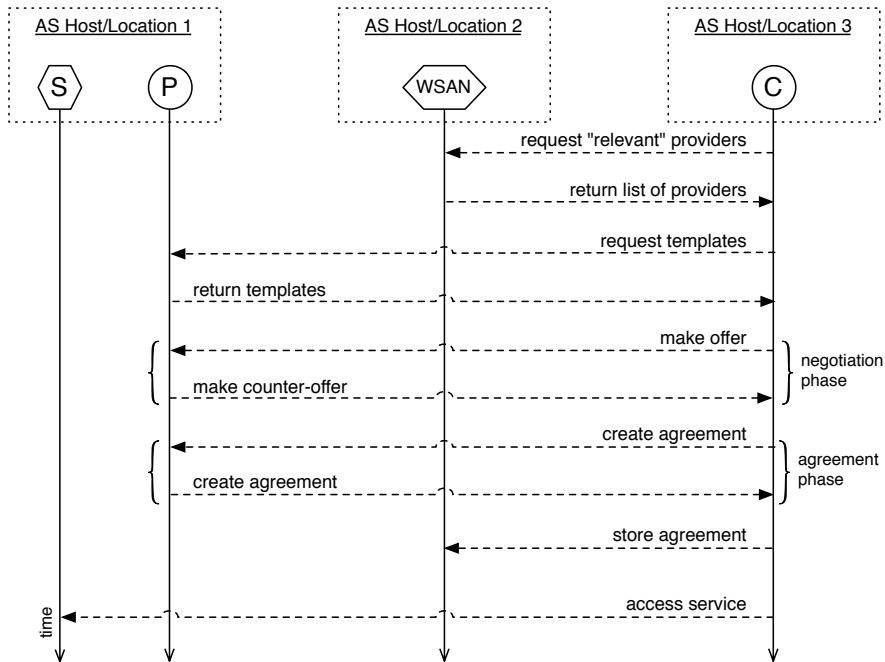 AS Host/Location 1
AS Host/Location 2
AS Host/Location 3
S
P
WSAN
C
request "relevant" providers
return list of providers
request templates
return templates
make offer
negotiation
phase
make counter-offer
create agreement
agreement
phase
create agreement
store agreement
access service
time